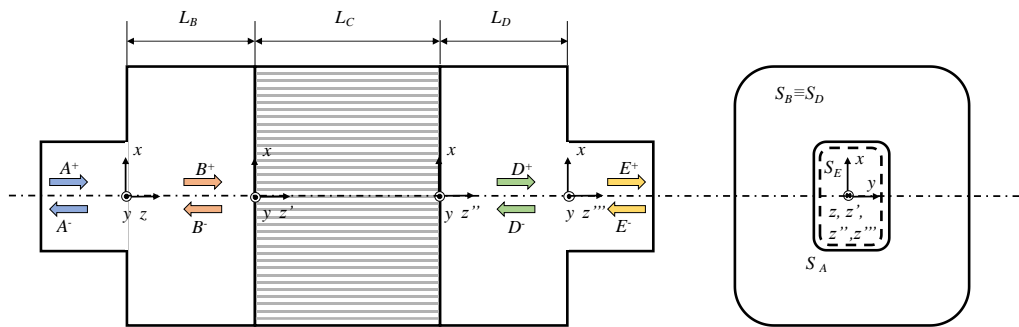 L_B L_C L_D
S_B≡S_D
x x x x
A⁺ B⁺ D⁺ E⁺
S_E x
y
y z y z' y z'' y z'''
A⁻ B⁻ D⁻ E⁻
z, z',
z'',z'''
S_A